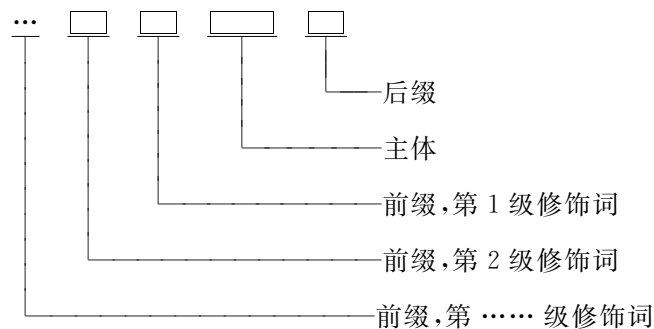 …
后缀
主体
前缀,第 1 级修饰词
前缀,第 2 级修饰词
前缀,第 …… 级修饰词